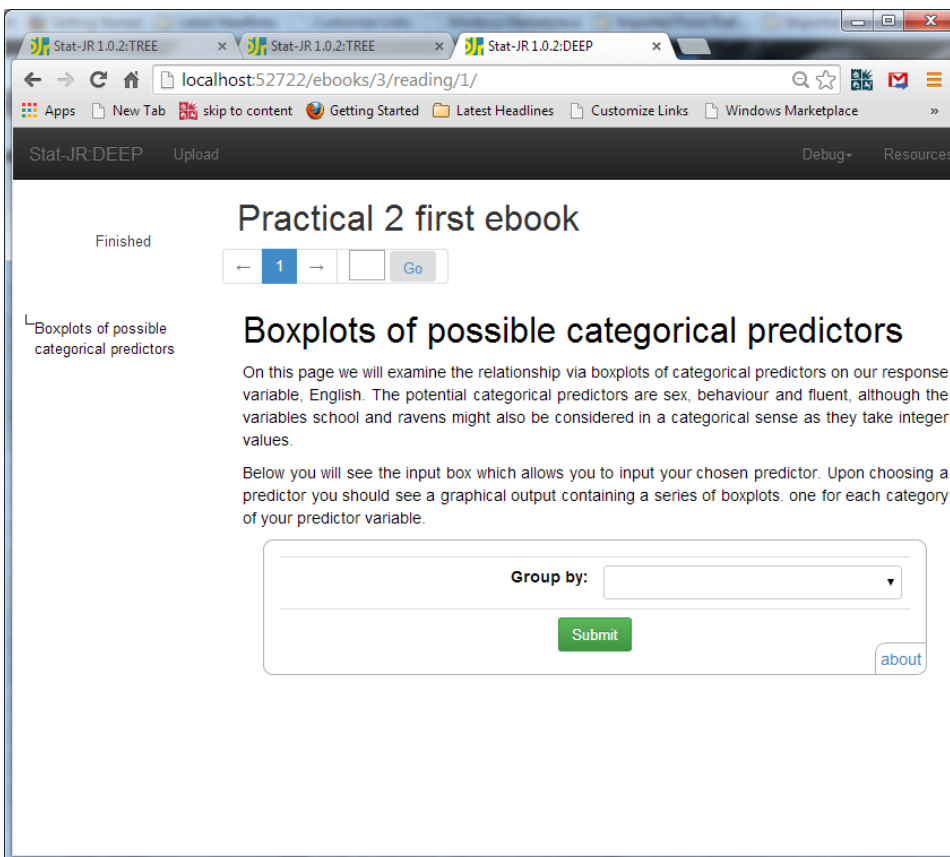 Stat-JR 1.0.2:TREE × Stat-JR 1.0.2:TREE × Stat-JR 1.0.2:DEEP ×
localhost:52722/ebooks/3/reading/1/
Apps New Tab skip to content Getting Started Latest Headlines Customize Links Windows Marketplace »
Stat-JR:DEEP Upload Debug Resources
Practical 2 first ebook
Finished
← 1 → Go
Boxplots of possible
categorical predictors
Boxplots of possible categorical predictors
On this page we will examine the relationship via boxplots of categorical predictors on our response
variable, English. The potential categorical predictors are sex, behaviour and fluent, although the
variables school and ravens might also be considered in a categorical sense as they take integer
values.
Below you will see the input box which allows you to input your chosen predictor. Upon choosing a
predictor you should see a graphical output containing a series of boxplots. one for each category
of your predictor variable.
Group by:
Submit
about